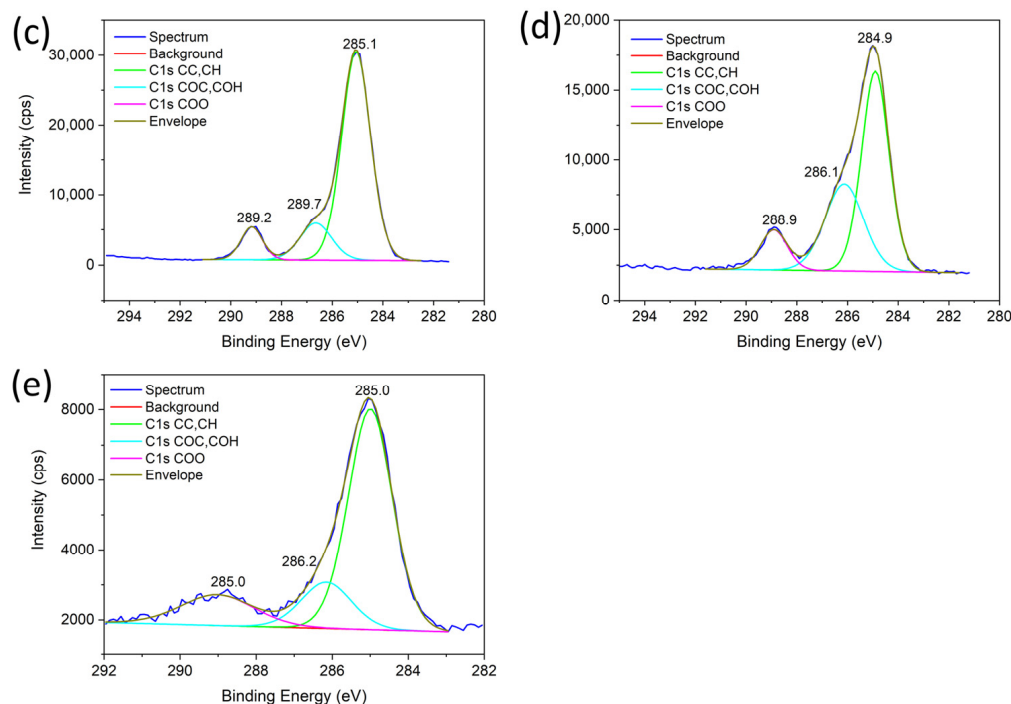 (c)
Spectrum
Background
C1s CC,CH
C1s COC,COH
C1s COO
Envelope
285.1
289.7
289.2
30,000
20,000
10,000
0
Intensity (cps)
294 292 290 288 286 284 282 280
Binding Energy (eV)
(d)
Spectrum
Background
C1s CC,CH
C1s COC,COH
C1s COO
Envelope
284.9
286.1
288.9
20,000
15,000
10,000
5,000
0
Intensity (cps)
294 292 290 288 286 284 282 280
Binding Energy (eV)
(e)
Spectrum
Background
C1s CC,CH
C1s COC,COH
C1s COO
Envelope
285.0
286.2
285.0
8000
6000
4000
2000
Intensity (cps)
292 290 288 286 284 282
Binding Energy (eV)